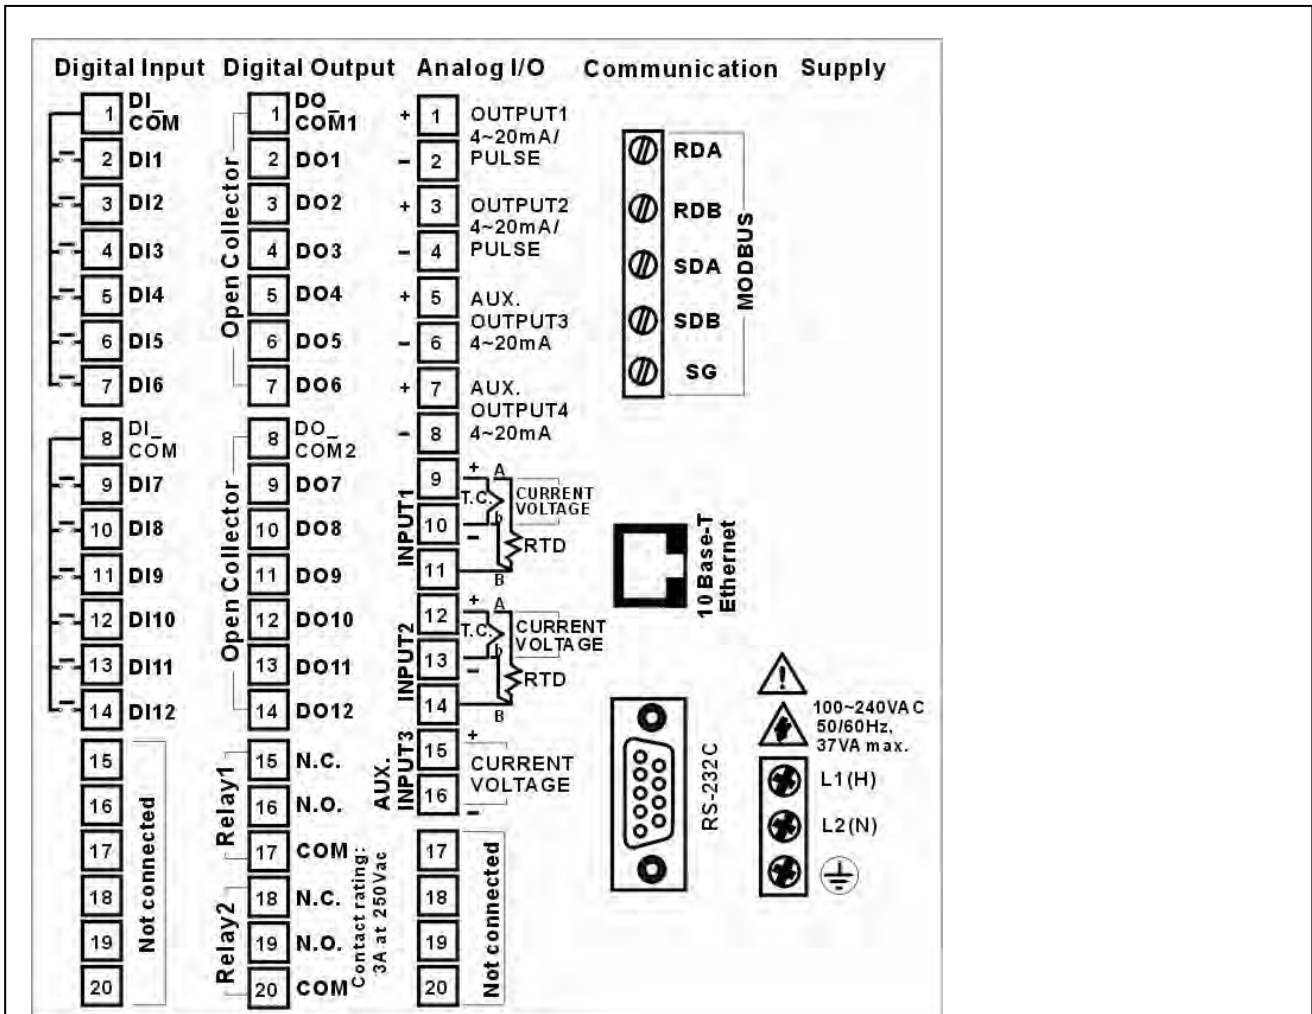 Digital Input
1 DI_
COM
2 DI1
3 DI2
4 DI3
5 DI4
6 DI5
7 DI6
8 DI_
COM
9 DI7
10 DI8
11 DI9
12 DI10
13 DI11
14 DI12
15
16
17
18
19
20
Not connected
Digital Output
Open Collector
1 DO_
COM1
2 DO1
3 DO2
4 DO3
5 DO4
6 DO5
7 DO6
Open Collector
8 DO_
COM2
9 DO7
10 DO8
11 DO9
12 DO10
13 DO11
14 DO12
Relay1
15 N.C.
16 N.O.
17 COM
Relay2
18 N.C.
19 N.O.
20 COM
Contact rating:
3A at 250Vac
Analog I/O
+ 1 OUTPUT1
4~20mA/
- 2 PULSE
+ 3 OUTPUT2
4~20mA/
- 4 PULSE
+ 5 AUX.
OUTPUT3
- 6 4~20mA
+ 7 AUX.
OUTPUT4
- 8 4~20mA
INPUT1
9 + A
T.C.
CURRENT
VOLTAGE
10 - b
RTD
11 B
INPUT2
12 + A
T.C.
CURRENT
VOLTAGE
13 - b
RTD
14 B
AUX.
INPUT3
15 +
CURRENT
VOLTAGE
16 -
17
18
19
20
Not connected
Communication
RDA
RDB
SDA
SDB
SG
MODBUS
10 Base-T
Ethernet
RS-232C
Supply
!
100~240VAC
50/60Hz,
37VA max.
L1(H)
L2(N)